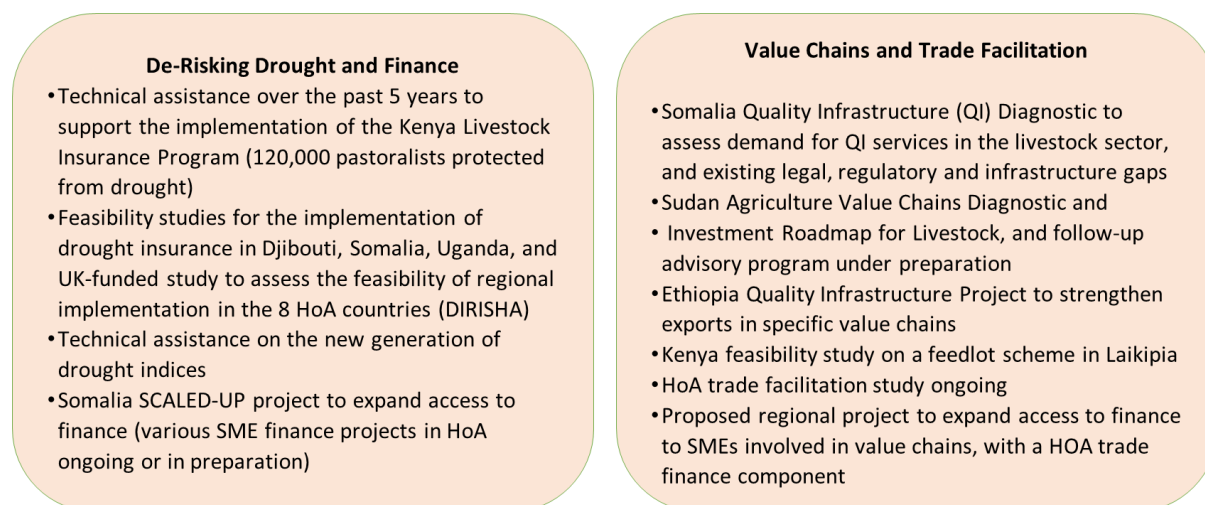 De-Risking Drought and Finance
•Technical assistance over the past 5 years to
support the implementation of the Kenya Livestock
Insurance Program (120,000 pastoralists protected
from drought)
•Feasibility studies for the implementation of
drought insurance in Djibouti, Somalia, Uganda, and
UK-funded study to assess the feasibility of regional
implementation in the 8 HoA countries (DIRISHA)
•Technical assistance on the new generation of
drought indices
•Somalia SCALED-UP project to expand access to
finance (various SME finance projects in HoA
ongoing or in preparation)
Value Chains and Trade Facilitation
•Somalia Quality Infrastructure (QI) Diagnostic to
assess demand for QI services in the livestock sector,
and existing legal, regulatory and infrastructure gaps
•Sudan Agriculture Value Chains Diagnostic and
• Investment Roadmap for Livestock, and follow-up
advisory program under preparation
•Ethiopia Quality Infrastructure Project to strengthen
exports in specific value chains
•Kenya feasibility study on a feedlot scheme in Laikipia
•HoA trade facilitation study ongoing
•Proposed regional project to expand access to finance
to SMEs involved in value chains, with a HOA trade
finance component